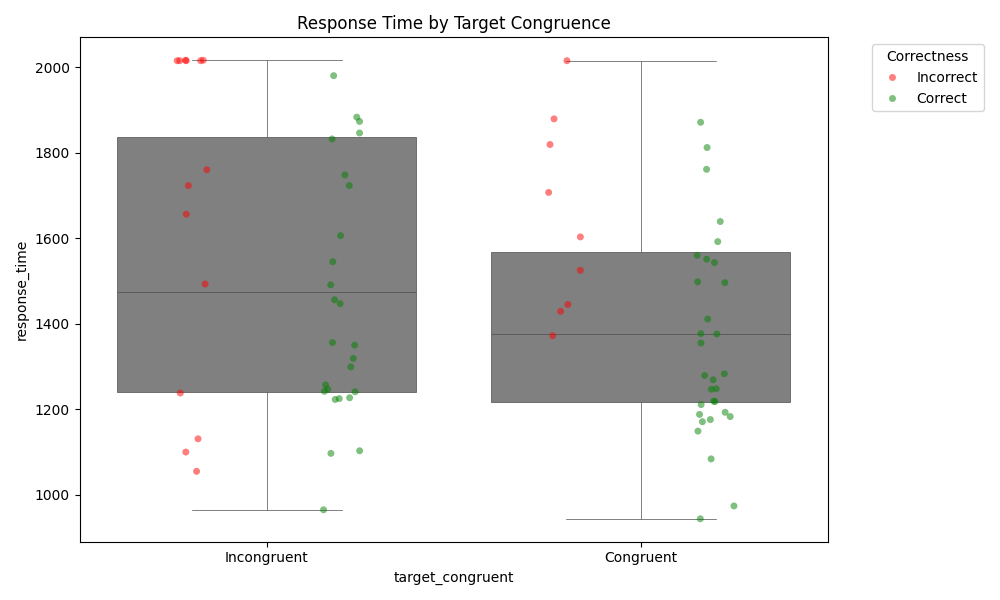 Response Time by Target Congruence
Correctness
Incorrect
Correct
response_time
2000
1800
1600
1400
1200
1000
Incongruent
Congruent
target_congruent